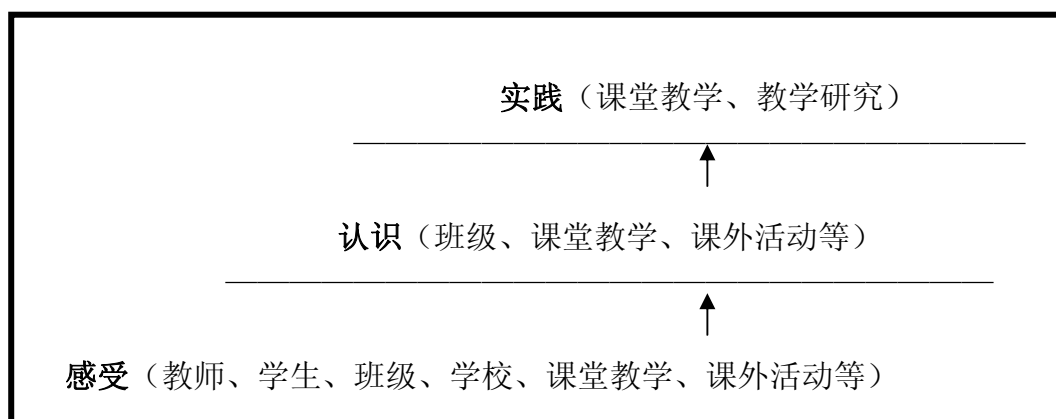 实践（课堂教学、教学研究）
认识（班级、课堂教学、课外活动等）
感受（教师、学生、班级、学校、课堂教学、课外活动等）